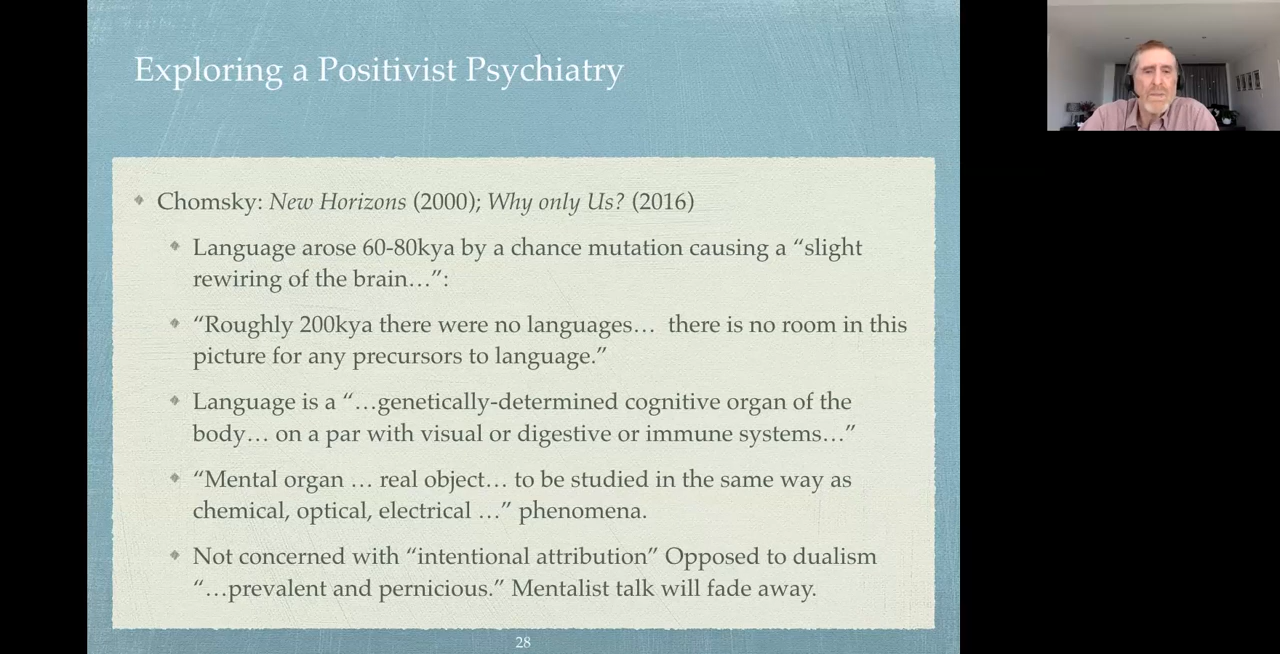 Exploring a Positivist Psychiatry
Chomsky: New Horizons (2000); Why only Us? (2016)
Language arose 60-80kya by a chance mutation causing a “slight
rewiring of the brain…”:
“Roughly 200kya there were no languages… there is no room in this
picture for any precursors to language.”
Language is a “…genetically-determined cognitive organ of the
body… on a par with visual or digestive or immune systems…”
“Mental organ … real object… to be studied in the same way as
chemical, optical, electrical …” phenomena.
Not concerned with “intentional attribution” Opposed to dualism
“…prevalent and pernicious.” Mentalist talk will fade away.
28